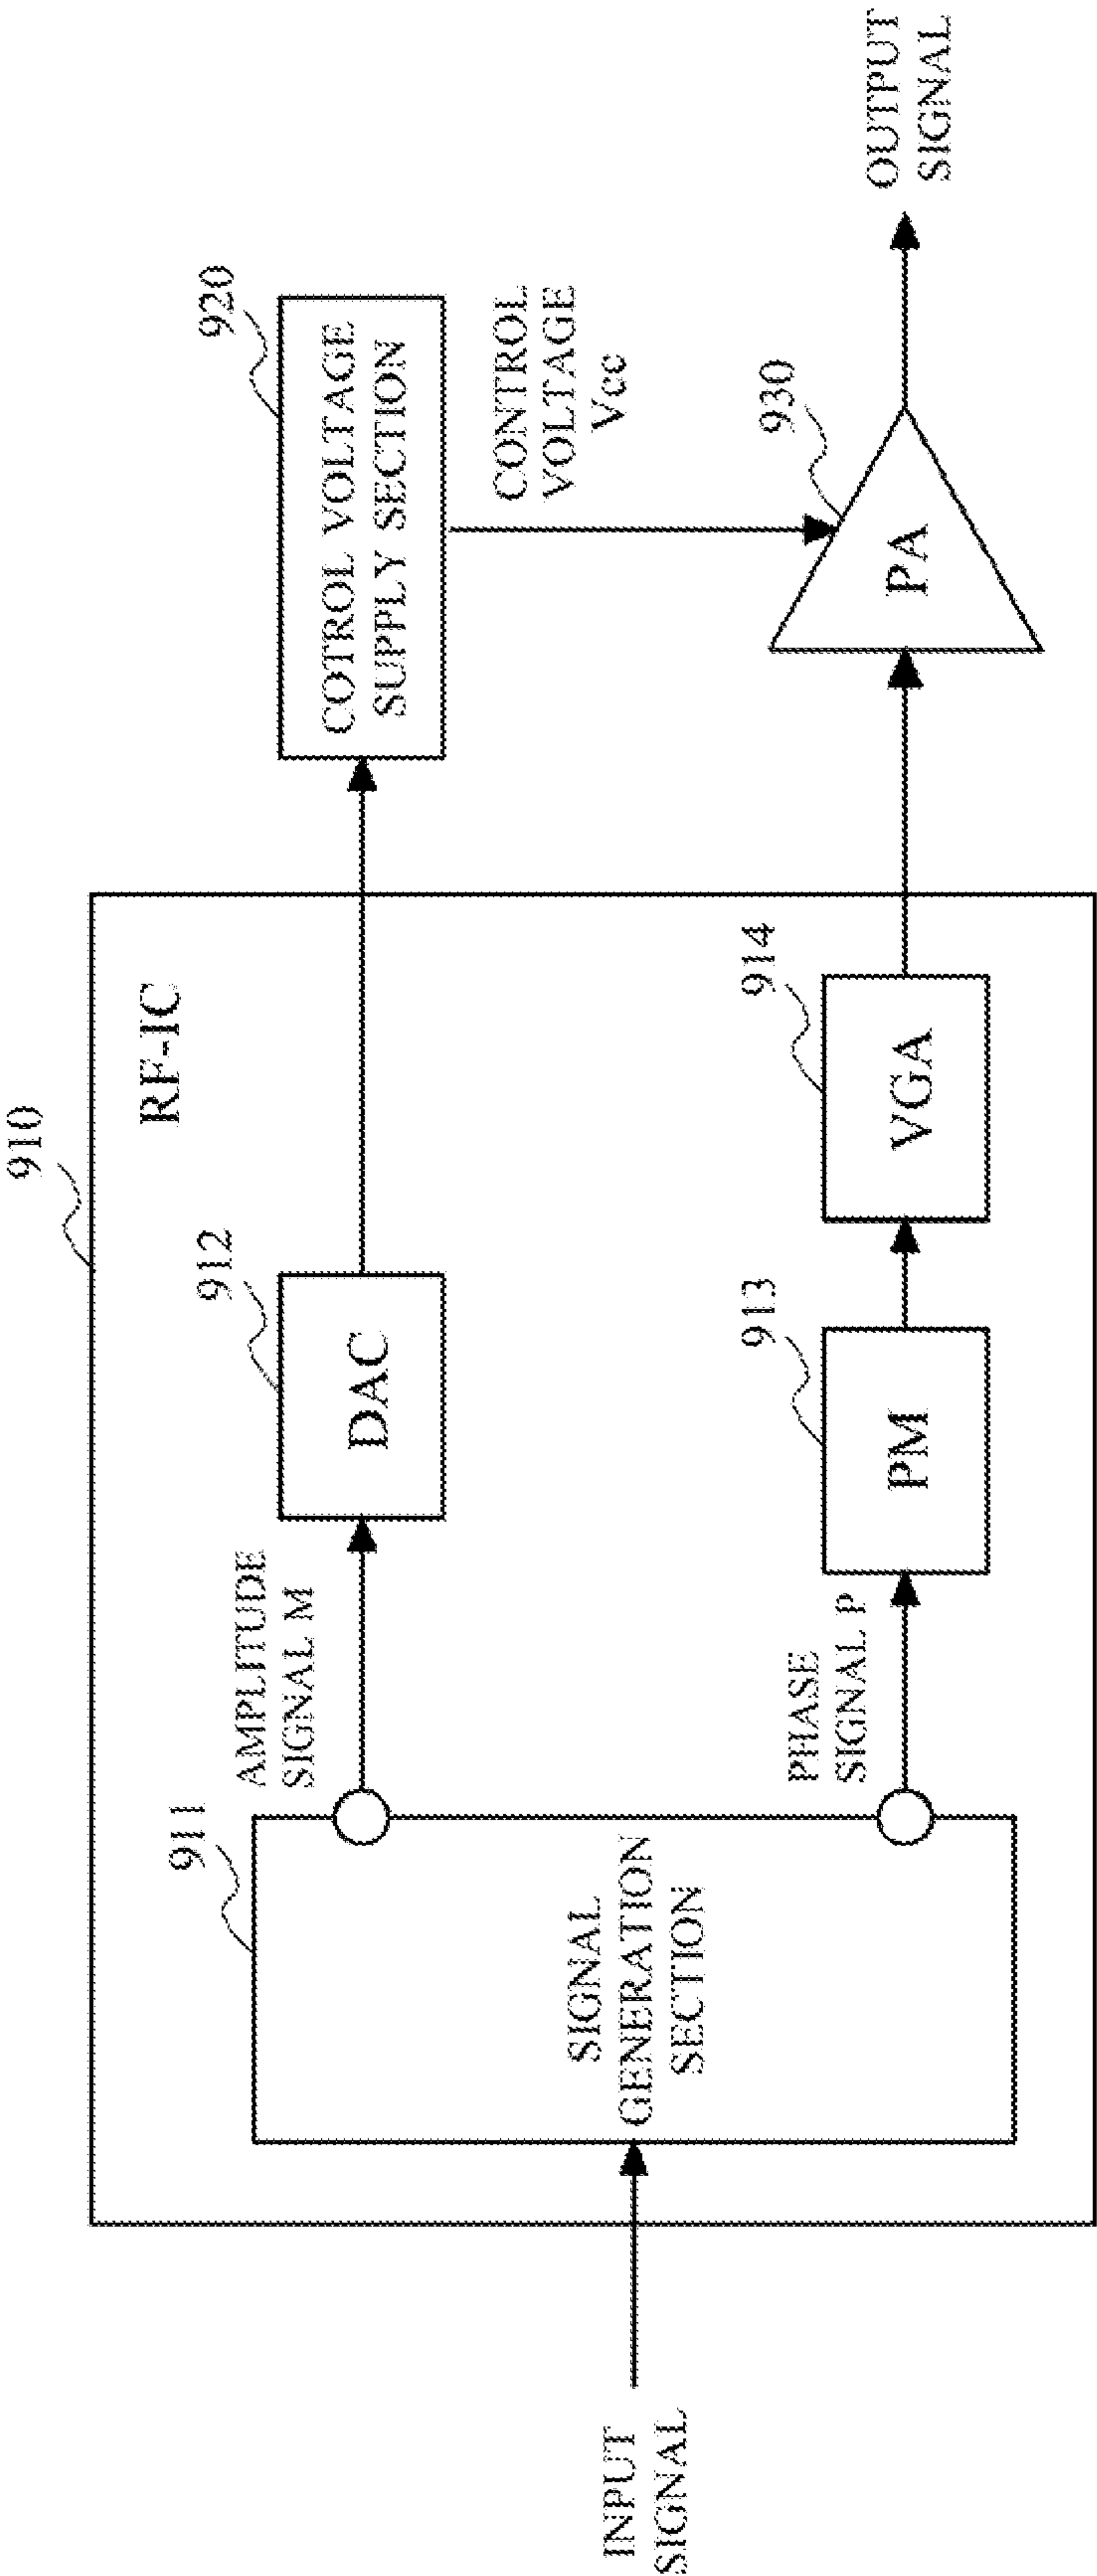 910
RF-IC
911
SIGNAL
GENERATION
SECTION
INPUT
SIGNAL
AMPLITUDE
SIGNAL M
912
DAC
PHASE
SIGNAL P
913
PM
914
VGA
920
COTROL VOLTAGE
SUPPLY SECTION
CONTROL
VOLTAGE
Vcc
930
PA
OUTPUT
SIGNAL